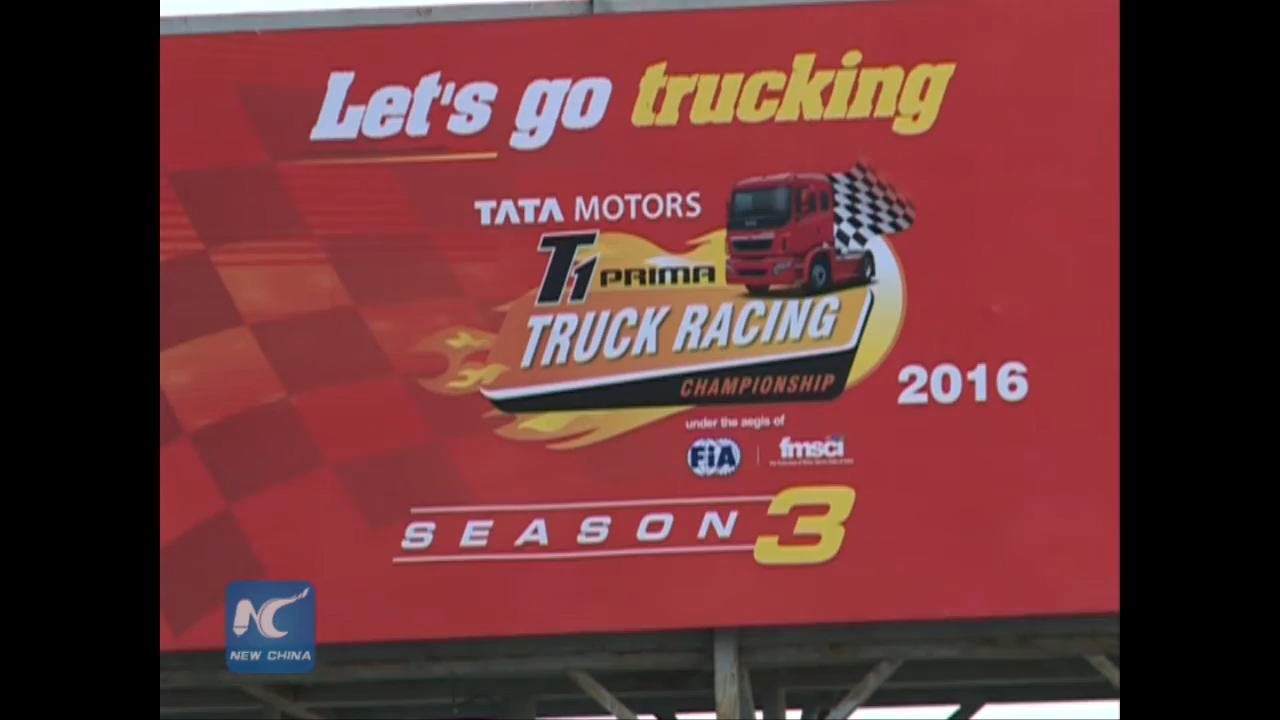 Let's go trucking
TATA MOTORS
T1 PRIMA
TRUCK RACING
CHAMPIONSHIP
2016
under the aegis of
FIA
fmsci
SEASON 3
NC
NEW CHINA